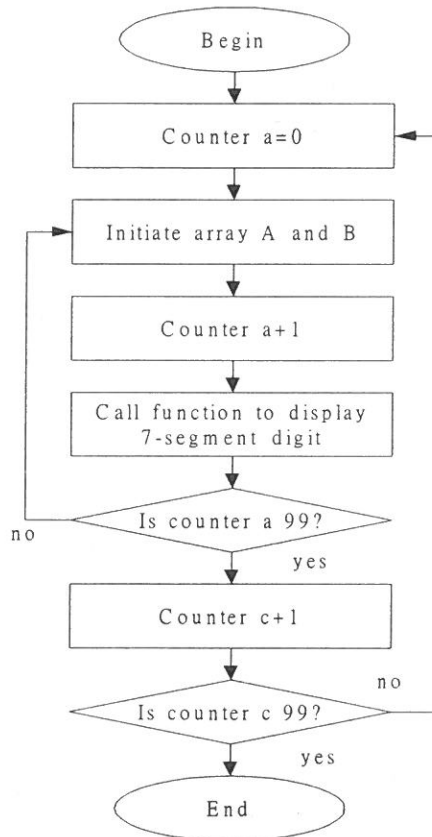 Begin
Counter a=0
Initiate array A and B
Counter a+1
Call function to display
7-segment digit
Is counter a 99?
no
yes
Counter c+1
Is counter c 99?
no
yes
End